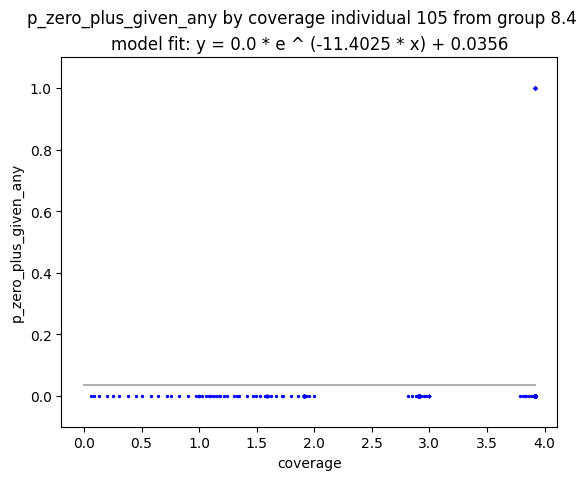 p_zero_plus_given_any by coverage individual 105 from group 8.4
model fit: y = 0.0 * e ^ (-11.4025 * x) + 0.0356
1.0
0.8
0.6
0.4
0.2
0.0
p_zero_plus_given_any
0.0 0.5 1.0 1.5 2.0 2.5 3.0 3.5 4.0
coverage